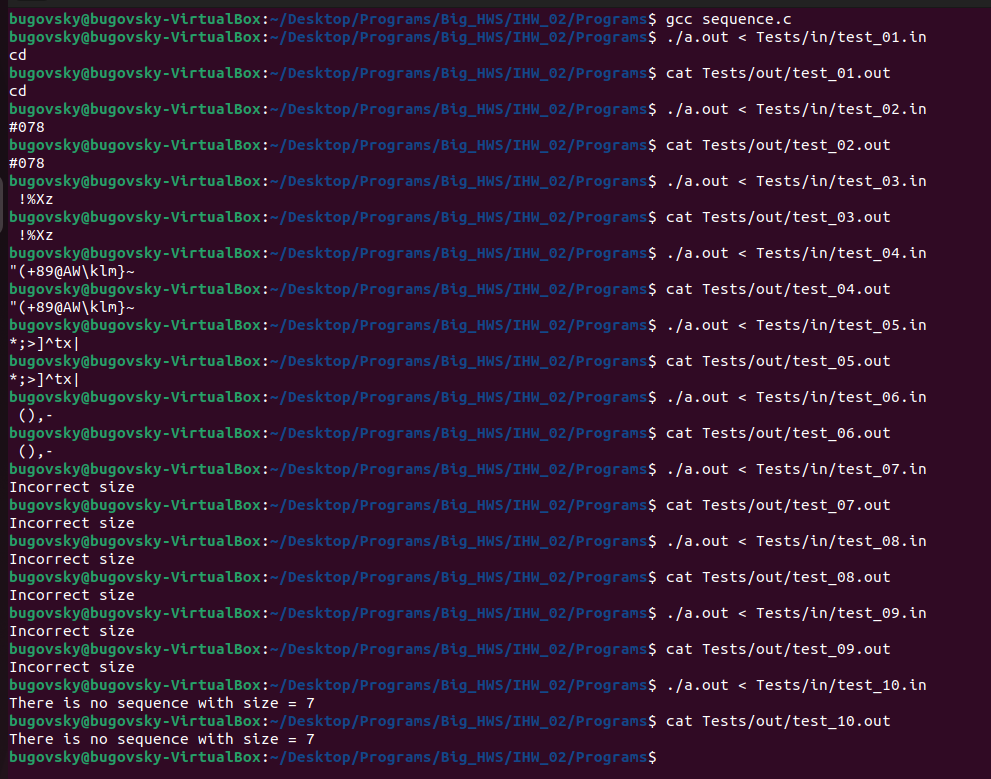 bugovsky@bugovsky-VirtualBox:~/Desktop/Programs/Big_HWS/IHW_02/Programs$ gcc sequence.c
bugovsky@bugovsky-VirtualBox:~/Desktop/Programs/Big_HWS/IHW_02/Programs$ ./a.out < Tests/in/test_01.in
cd
bugovsky@bugovsky-VirtualBox:~/Desktop/Programs/Big_HWS/IHW_02/Programs$ cat Tests/out/test_01.out
cd
bugovsky@bugovsky-VirtualBox:~/Desktop/Programs/Big_HWS/IHW_02/Programs$ ./a.out < Tests/in/test_02.in
#078
bugovsky@bugovsky-VirtualBox:~/Desktop/Programs/Big_HWS/IHW_02/Programs$ cat Tests/out/test_02.out
#078
bugovsky@bugovsky-VirtualBox:~/Desktop/Programs/Big_HWS/IHW_02/Programs$ ./a.out < Tests/in/test_03.in
 !%Xz
bugovsky@bugovsky-VirtualBox:~/Desktop/Programs/Big_HWS/IHW_02/Programs$ cat Tests/out/test_03.out
 !%Xz
bugovsky@bugovsky-VirtualBox:~/Desktop/Programs/Big_HWS/IHW_02/Programs$ ./a.out < Tests/in/test_04.in
"(+89@AW\klm}~
bugovsky@bugovsky-VirtualBox:~/Desktop/Programs/Big_HWS/IHW_02/Programs$ cat Tests/out/test_04.out
"(+89@AW\klm}~
bugovsky@bugovsky-VirtualBox:~/Desktop/Programs/Big_HWS/IHW_02/Programs$ ./a.out < Tests/in/test_05.in
*;>]^tx|
bugovsky@bugovsky-VirtualBox:~/Desktop/Programs/Big_HWS/IHW_02/Programs$ cat Tests/out/test_05.out
*;>]^tx|
bugovsky@bugovsky-VirtualBox:~/Desktop/Programs/Big_HWS/IHW_02/Programs$ ./a.out < Tests/in/test_06.in
 (),-
bugovsky@bugovsky-VirtualBox:~/Desktop/Programs/Big_HWS/IHW_02/Programs$ cat Tests/out/test_06.out
 (),-
bugovsky@bugovsky-VirtualBox:~/Desktop/Programs/Big_HWS/IHW_02/Programs$ ./a.out < Tests/in/test_07.in
Incorrect size
bugovsky@bugovsky-VirtualBox:~/Desktop/Programs/Big_HWS/IHW_02/Programs$ cat Tests/out/test_07.out
Incorrect size
bugovsky@bugovsky-VirtualBox:~/Desktop/Programs/Big_HWS/IHW_02/Programs$ ./a.out < Tests/in/test_08.in
Incorrect size
bugovsky@bugovsky-VirtualBox:~/Desktop/Programs/Big_HWS/IHW_02/Programs$ cat Tests/out/test_08.out
Incorrect size
bugovsky@bugovsky-VirtualBox:~/Desktop/Programs/Big_HWS/IHW_02/Programs$ ./a.out < Tests/in/test_09.in
Incorrect size
bugovsky@bugovsky-VirtualBox:~/Desktop/Programs/Big_HWS/IHW_02/Programs$ cat Tests/out/test_09.out
Incorrect size
bugovsky@bugovsky-VirtualBox:~/Desktop/Programs/Big_HWS/IHW_02/Programs$ ./a.out < Tests/in/test_10.in
There is no sequence with size = 7
bugovsky@bugovsky-VirtualBox:~/Desktop/Programs/Big_HWS/IHW_02/Programs$ cat Tests/out/test_10.out
There is no sequence with size = 7
bugovsky@bugovsky-VirtualBox:~/Desktop/Programs/Big_HWS/IHW_02/Programs$